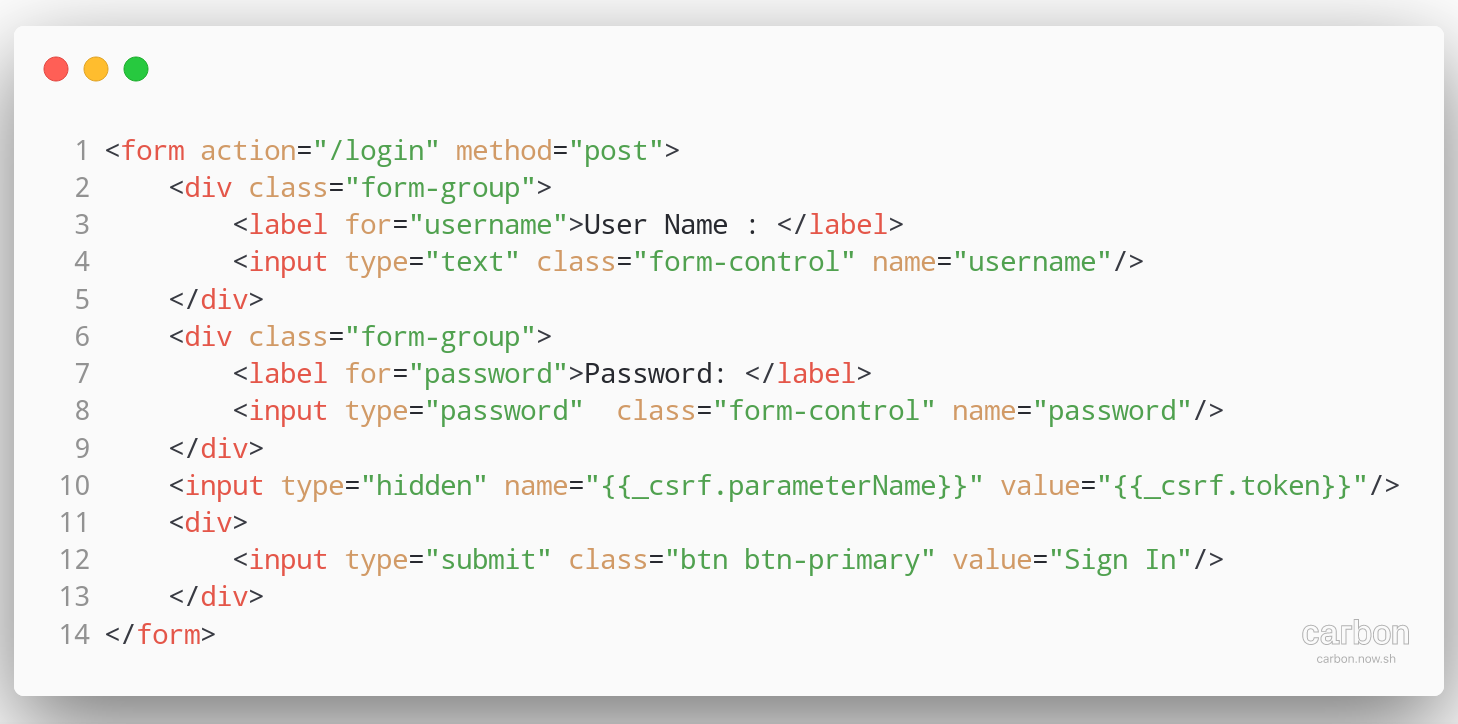 1 <form action="/login" method="post">
2     <div class="form-group">
3         <label for="username">User Name : </label>
4         <input type="text" class="form-control" name="username"/>
5     </div>
6     <div class="form-group">
7         <label for="password">Password: </label>
8         <input type="password"  class="form-control" name="password"/>
9     </div>
10     <input type="hidden" name="{{_csrf.parameterName}}" value="{{_csrf.token}}"/>
11     <div>
12         <input type="submit" class="btn btn-primary" value="Sign In"/>
13     </div>
14 </form>
carbon
carbon.now.sh